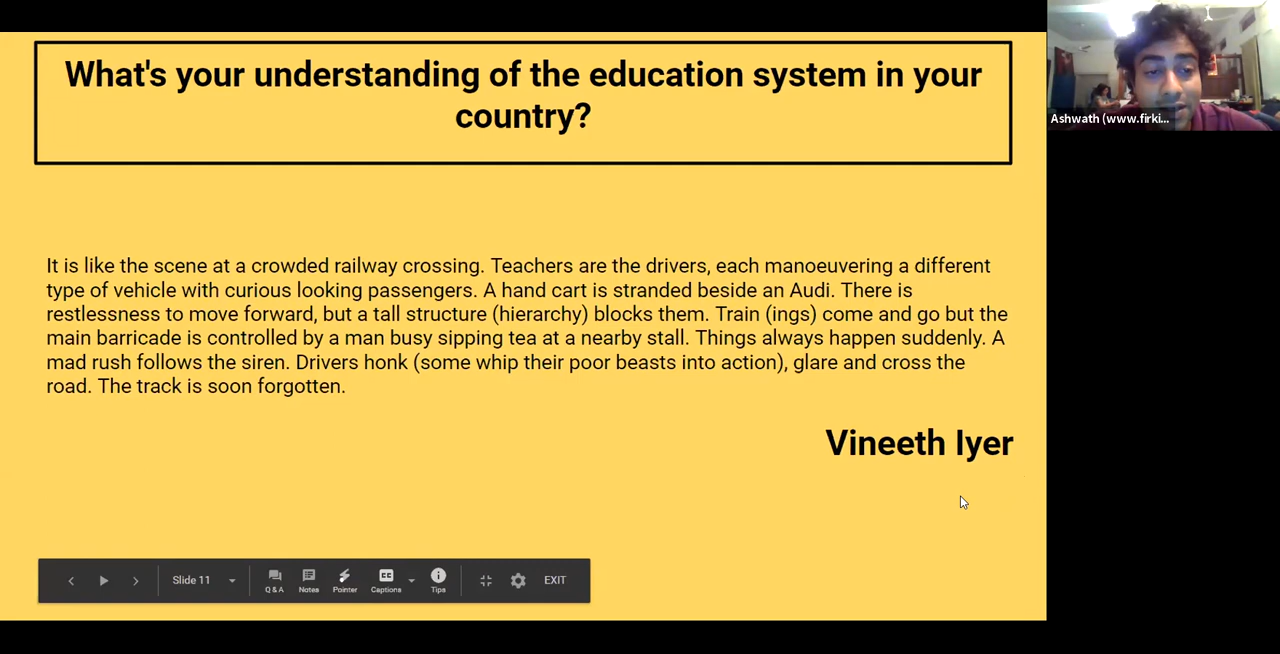 What's your understanding of the education system in your
country?
Ashwath (www.firki...
It is like the scene at a crowded railway crossing. Teachers are the drivers, each manoeuvering a different
type of vehicle with curious looking passengers. A hand cart is stranded beside an Audi. There is
restlessness to move forward, but a tall structure (hierarchy) blocks them. Train (ings) come and go but the
main barricade is controlled by a man busy sipping tea at a nearby stall. Things always happen suddenly. A
mad rush follows the siren. Drivers honk (some whip their poor beasts into action), glare and cross the
road. The track is soon forgotten.
Vineeth Iyer
Slide 11
Q & A
Notes
Pointer
CC
Captions
Tips
EXIT